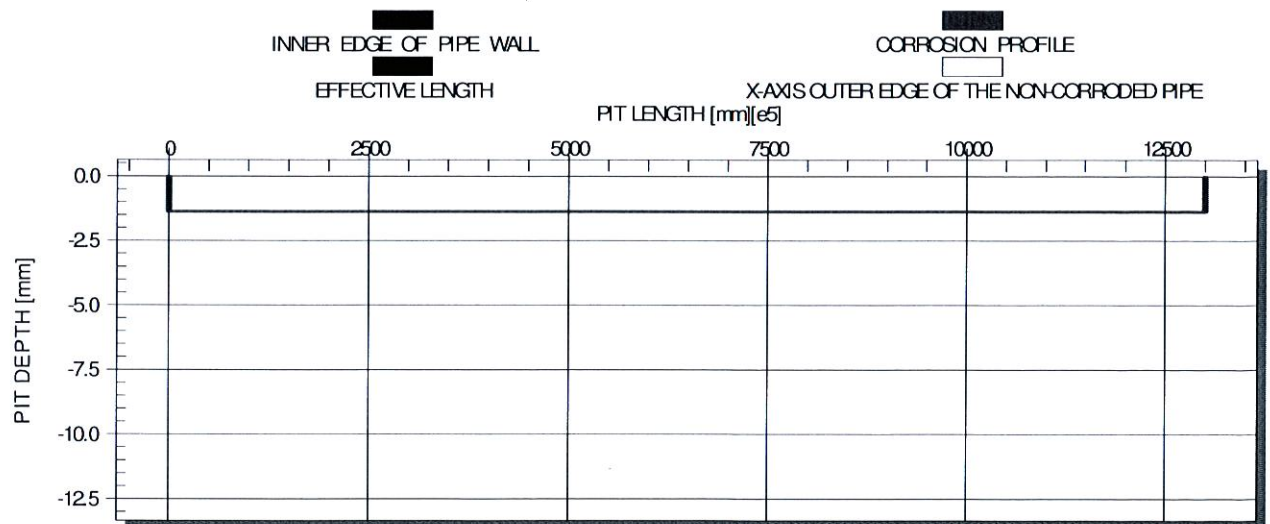 INNER EDGE OF PIPE WALL
CORROSION PROFILE
EFFECTIVE LENGTH
X-AXIS OUTER EDGE OF THE NON-CORRODED PIPE
PIT LENGTH [mm][e5]
0 2500 5000 7500 10000 12500
0.0
-2.5
-5.0
-7.5
-10.0
-12.5
PIT DEPTH [mm]